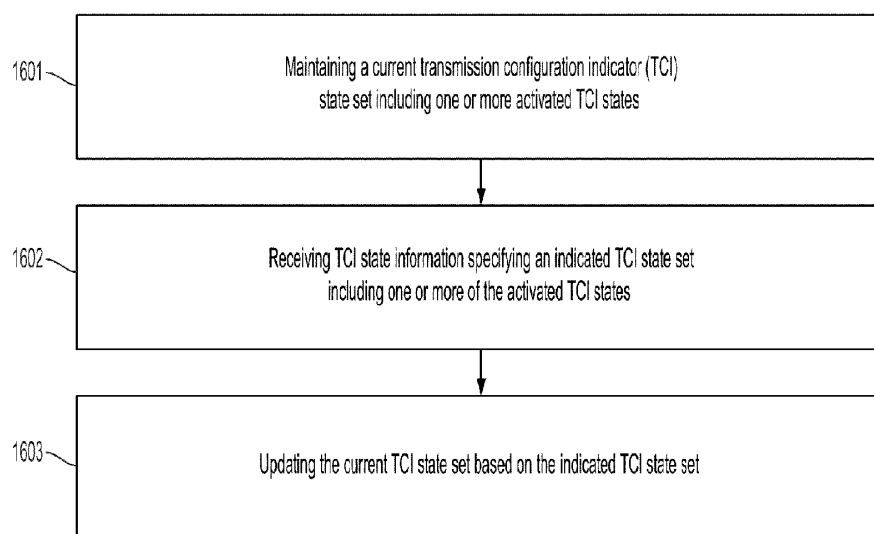 1601
Maintaining a current transmission configuration indicator (TCI)
state set including one or more activated TCI states
1602
Receiving TCI state information specifying an indicated TCI state set
including one or more of the activated TCI states
1603
Updating the current TCI state set based on the indicated TCI state set